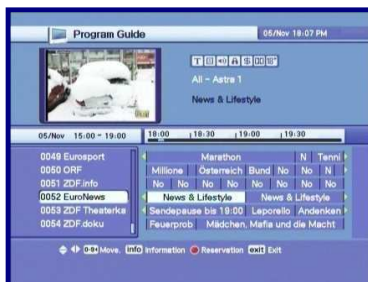 Program Guide
05/Nov 18:07 PM
All - Astra 1
News & Lifestyle
05/Nov 15:00 - 19:00
18:00 18:30 19:00 19:30
0049 Eurosport Marathon N Tenni
0050 ORF Millione Österreich Bund No No N
0051 ZDF.info No No No No No No No
0052 EuroNews News & Lifestyle News & Lifestyle
0053 ZDF Theaterka Sendepause bis 19:00 Leporello Andenken
0054 ZDF.doku Feuerprob Mädchen, Mafia und die Macht
0-9 Move. info Information Reservation exit Exit